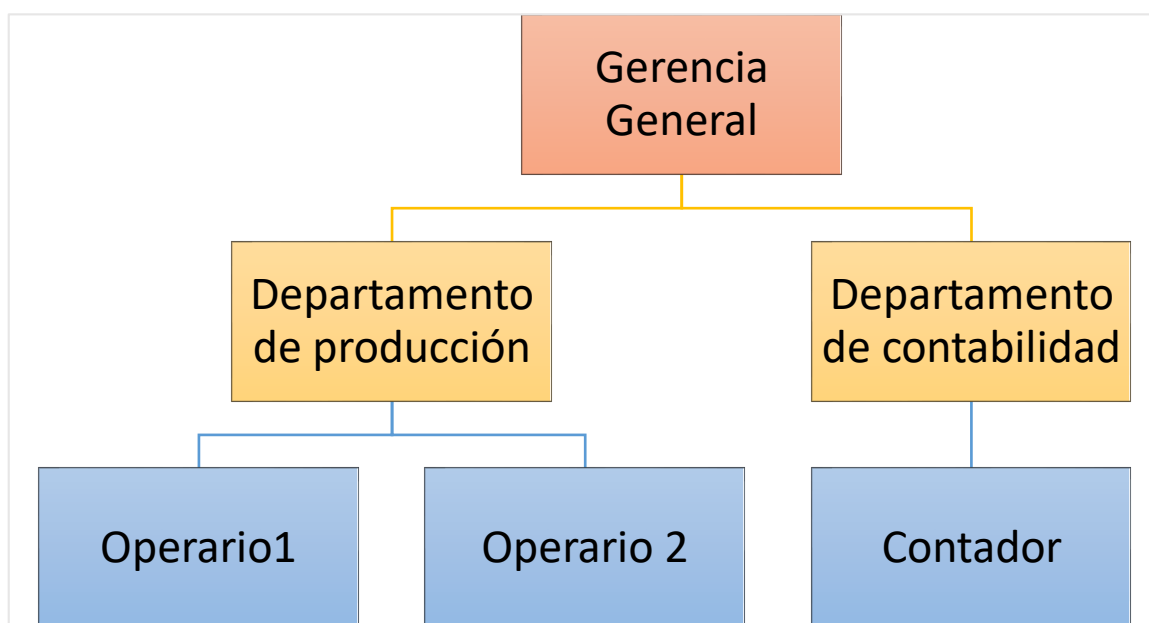 Gerencia
General
Departamento
de producción
Departamento
de contabilidad
Operario1
Operario 2
Contador